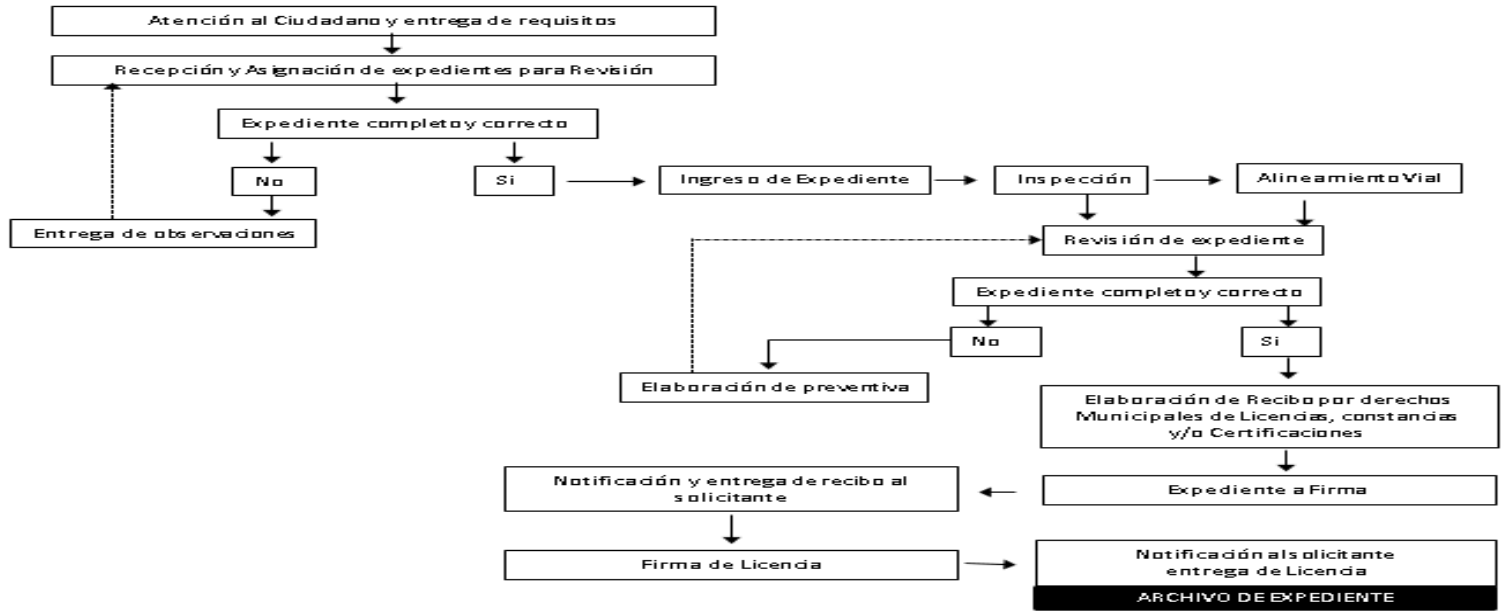 Atención al Ciudadano y entrega de requisitos
Recepción y Asignación de expedientes para Revisión
Expediente completo y correcto
No
Si
Ingreso de Expediente
Inspección
Alineamiento Vial
Entrega de observaciones
Revisión de expediente
Expediente completo y correcto
No
Si
Elaboración de preventiva
Elaboración de Recibo por derechos
Municipales de Licencias, constancias
y/o Certificaciones
Notificación y entrega de recibo al
solicitante
Expediente a Firma
Firma de Licencia
Notificación al solicitante
entrega de Licencia
ARCHIVO DE EXPEDIENTE